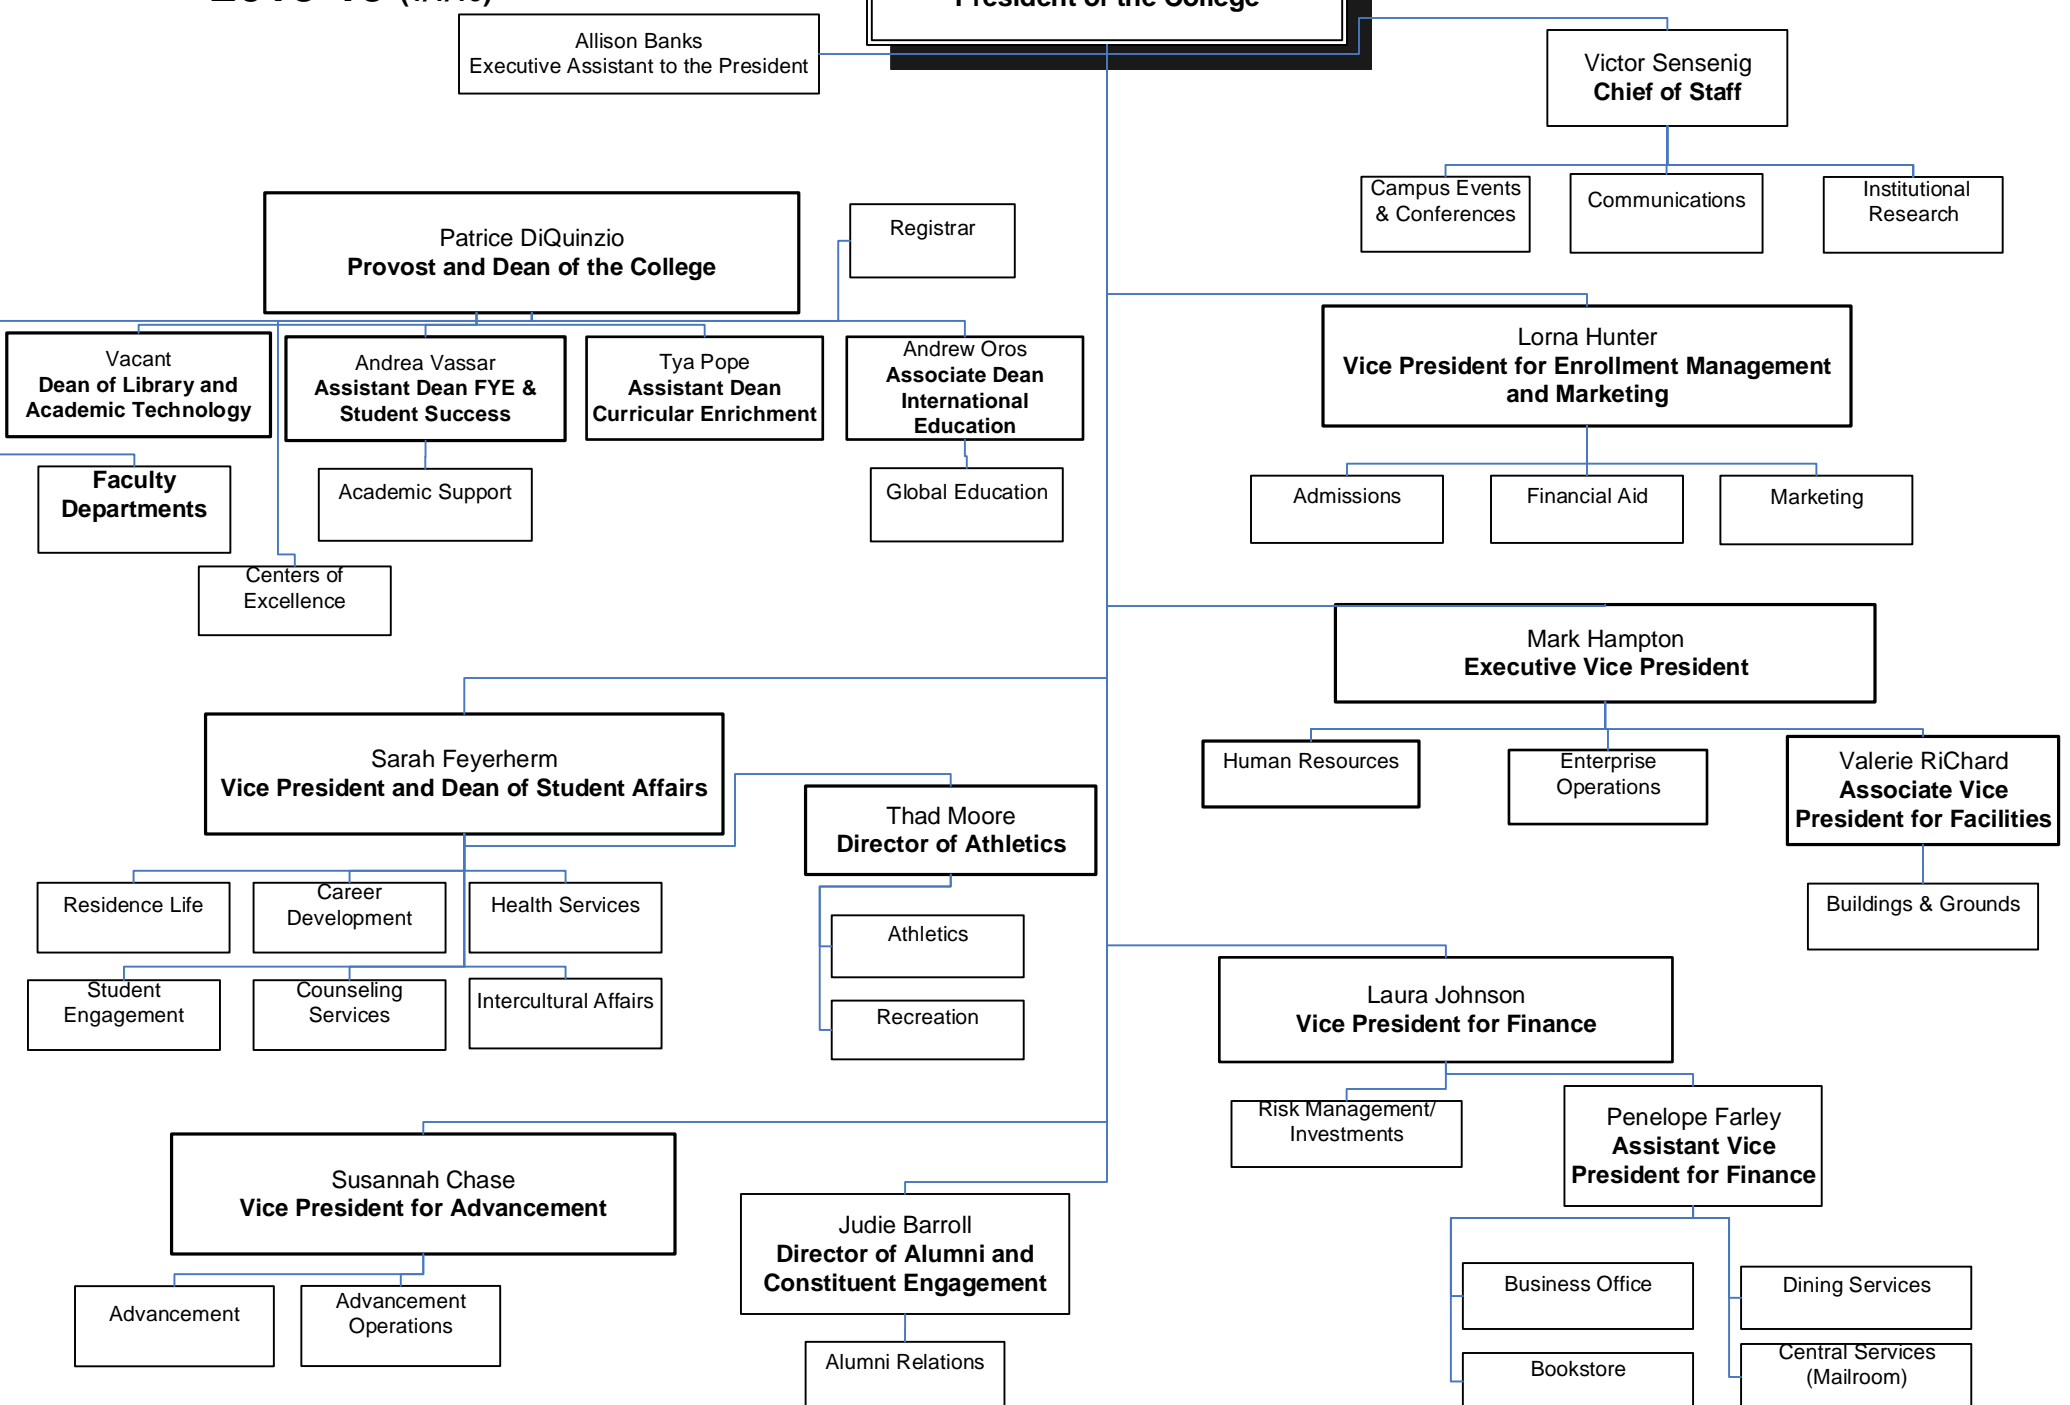 President of the College
Allison Banks
Executive Assistant to the President
Victor Sensenig
Chief of Staff
Campus Events
& Conferences
Communications
Institutional
Research
Patrice DiQuinzio
Provost and Dean of the College
Registrar
Lorna Hunter
Vice President for Enrollment Management
and Marketing
Vacant
Dean of Library and
Academic Technology
Andrea Vassar
Assistant Dean FYE &
Student Success
Tya Pope
Assistant Dean
Curricular Enrichment
Andrew Oros
Associate Dean
International
Education
Faculty
Departments
Academic Support
Global Education
Admissions
Financial Aid
Marketing
Centers of
Excellence
Mark Hampton
Executive Vice President
Sarah Feyerherm
Vice President and Dean of Student Affairs
Thad Moore
Director of Athletics
Human Resources
Enterprise
Operations
Valerie RiChard
Associate Vice
President for Facilities
Residence Life
Career
Development
Health Services
Athletics
Buildings & Grounds
Student
Engagement
Counseling
Services
Intercultural Affairs
Recreation
Laura Johnson
Vice President for Finance
Risk Management/
Investments
Penelope Farley
Assistant Vice
President for Finance
Susannah Chase
Vice President for Advancement
Judie Barroll
Director of Alumni and
Constituent Engagement
Advancement
Advancement
Operations
Alumni Relations
Business Office
Dining Services
Bookstore
Central Services
(Mailroom)